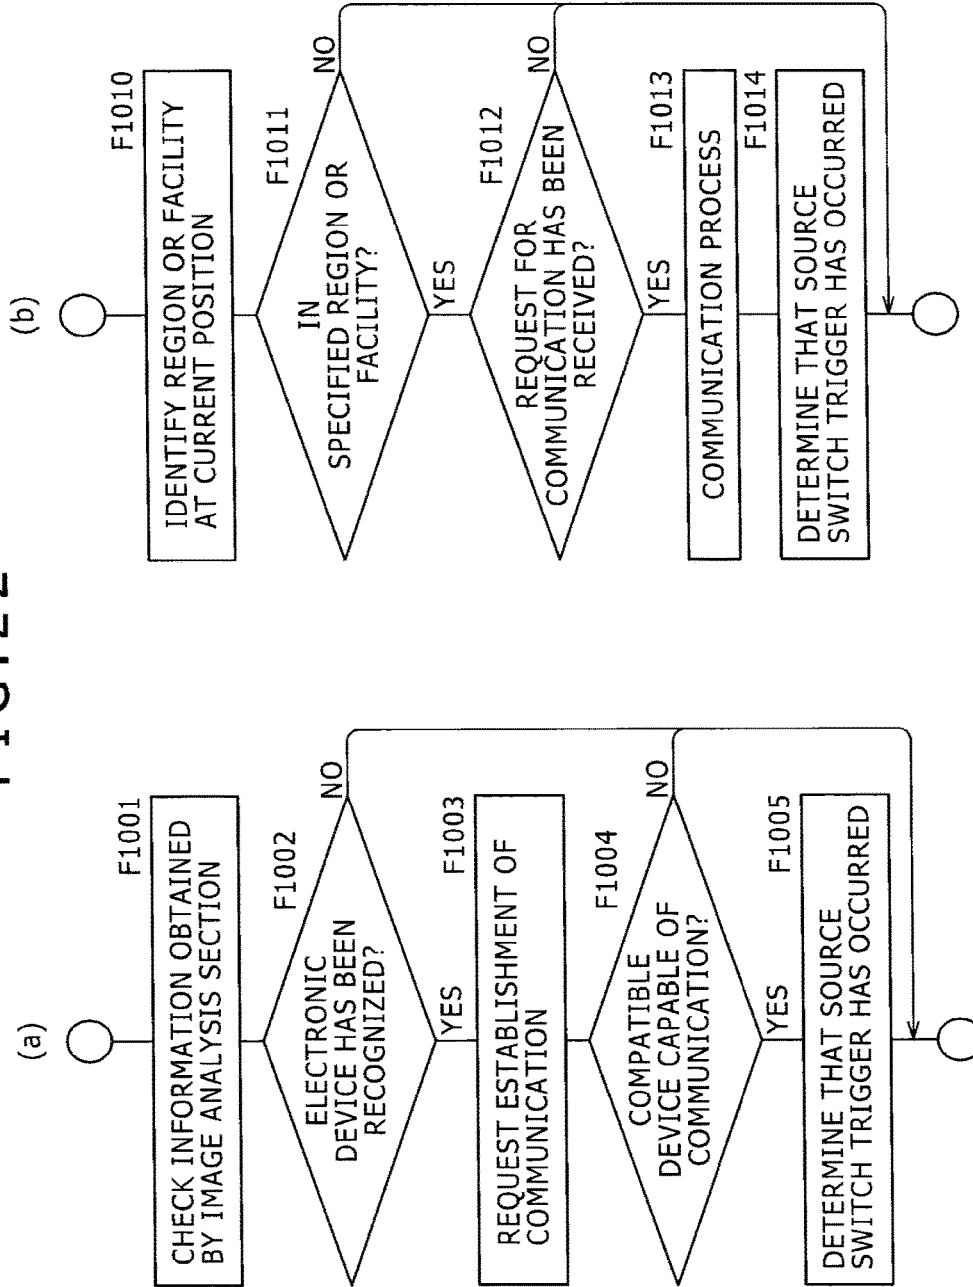 FIG. 22
(a)
F1001
CHECK INFORMATION OBTAINED
BY IMAGE ANALYSIS SECTION
F1002
ELECTRONIC
DEVICE HAS BEEN
RECOGNIZED?
NO
YES
F1003
REQUEST ESTABLISHMENT OF
COMMUNICATION
F1004
COMPATIBLE
DEVICE CAPABLE OF
COMMUNICATION?
NO
YES
F1005
DETERMINE THAT SOURCE
SWITCH TRIGGER HAS OCCURRED
(b)
F1010
IDENTIFY REGION OR FACILITY
AT CURRENT POSITION
F1011
IN
SPECIFIED REGION OR
FACILITY?
NO
YES
F1012
REQUEST FOR
COMMUNICATION HAS BEEN
RECEIVED?
NO
YES
F1013
COMMUNICATION PROCESS
F1014
DETERMINE THAT SOURCE
SWITCH TRIGGER HAS OCCURRED